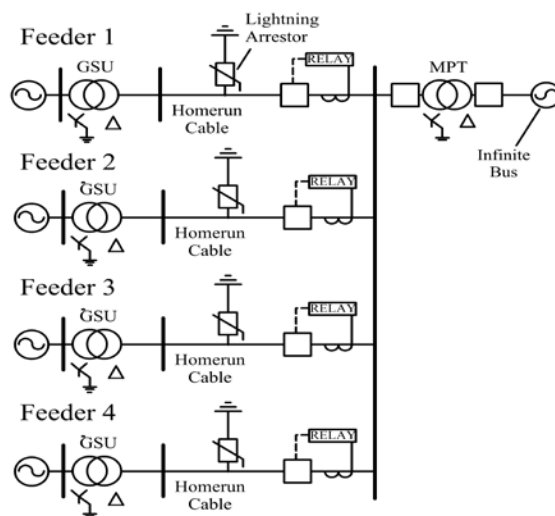 Feeder 1
Lightning
Arrestor
GSU
RELAY
MPT
Homerun
Cable
Infinite
Bus
Feeder 2
GSU
RELAY
Homerun
Cable
Feeder 3
GSU
RELAY
Homerun
Cable
Feeder 4
GSU
RELAY
Homerun
Cable